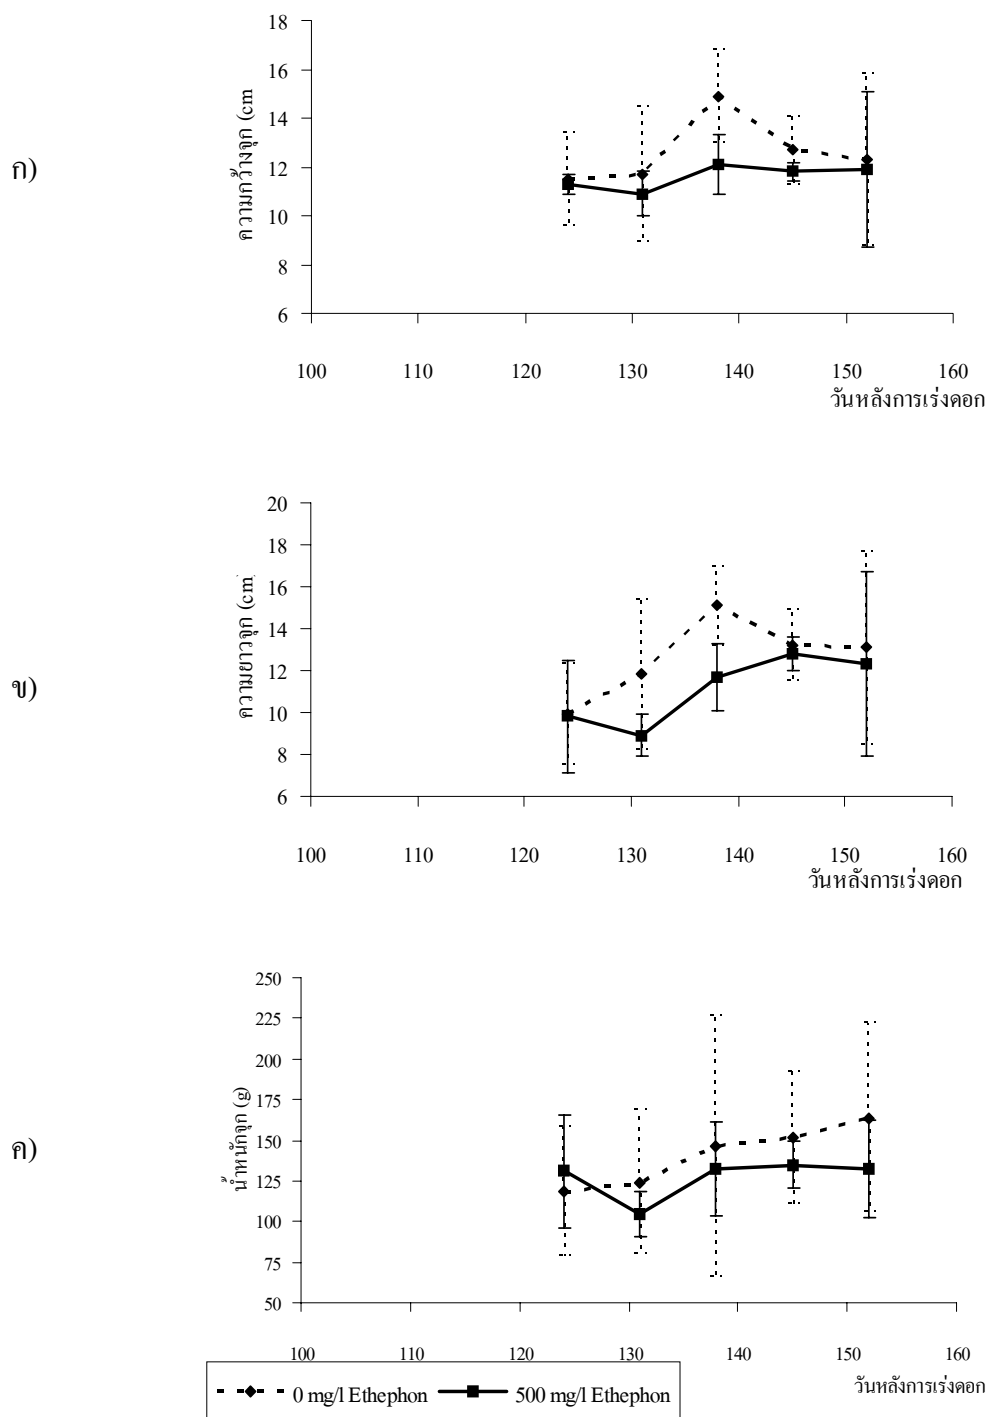 18
16
14
12
10
8
6
ก)
ความกว้างจุก (cm
100 110 120 130 140 150 160
วันหลังการเร่งดอก
20
18
16
14
12
10
8
6
ข)
ความยาวจุก (cm
100 110 120 130 140 150 160
วันหลังการเร่งดอก
250
225
200
175
150
125
100
75
50
ค)
น้ำหนักจุก (g)
100 110 120 130 140 150 160
วันหลังการเร่งดอก
0 mg/l Ethephon 500 mg/l Ethephon